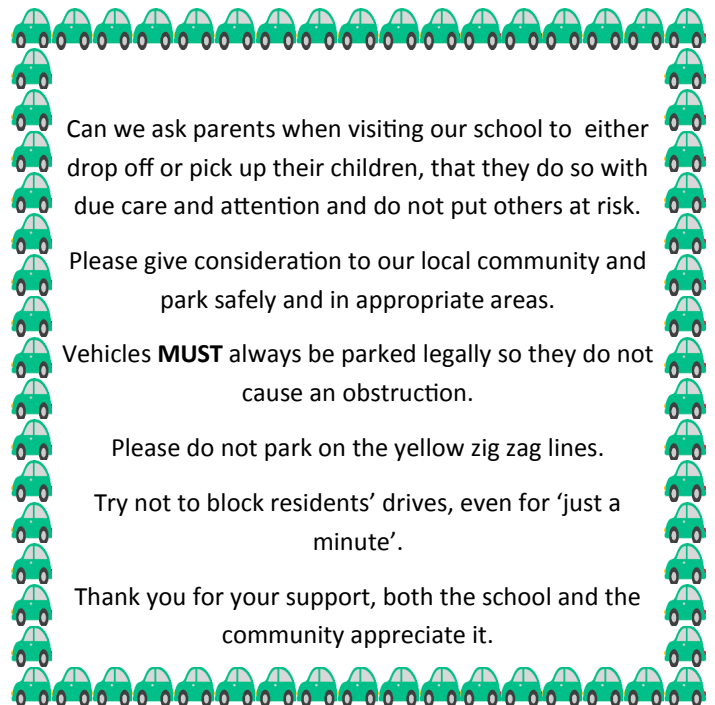 Can we ask parents when visiting our school to  either
drop off or pick up their children, that they do so with
due care and attention and do not put others at risk.
Please give consideration to our local community and
park safely and in appropriate areas.
Vehicles MUST always be parked legally so they do not
cause an obstruction.
Please do not park on the yellow zig zag lines.
Try not to block residents’ drives, even for ‘just a
minute’.
Thank you for your support, both the school and the
community appreciate it.